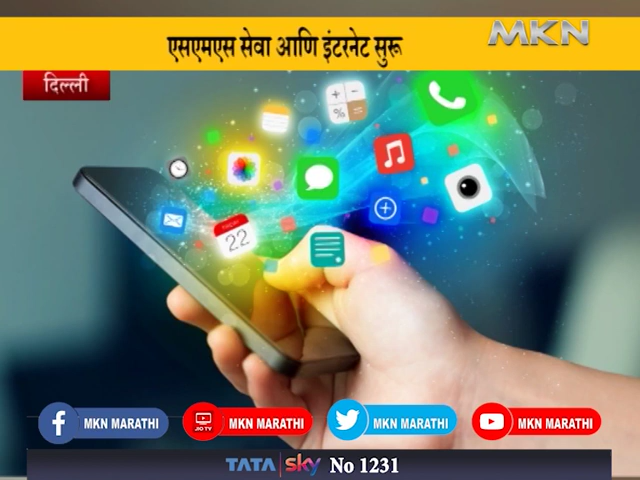 एसएमएस सेवा आणि इंटरनेट सुरू
MKN
दिल्ली
FRIDAY
22
MKN MARATHI
JIO TV
MKN MARATHI
MKN MARATHI
MKN MARATHI
TATA sky No 1231